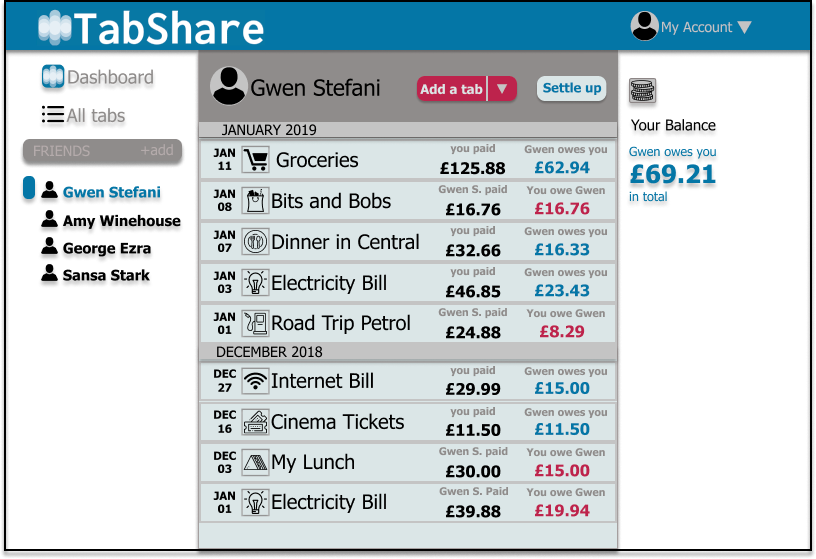 TabShare
My Account ▼
Dashboard
All tabs
FRIENDS +add
Gwen Stefani
Amy Winehouse
George Ezra
Sansa Stark
Gwen Stefani
Add a tab ▼
Settle up
JANUARY 2019
JAN 11 Groceries you paid £125.88 Gwen owes you £62.94
JAN 08 Bits and Bobs Gwen S. paid £16.76 You owe Gwen £16.76
JAN 07 Dinner in Central you paid £32.66 Gwen owes you £16.33
JAN 03 Electricity Bill you paid £46.85 Gwen owes you £23.43
JAN 01 Road Trip Petrol Gwen S. paid £24.88 You owe Gwen £8.29
DECEMBER 2018
DEC 27 Internet Bill you paid £29.99 Gwen owes you £15.00
DEC 16 Cinema Tickets you paid £11.50 Gwen owes you £11.50
DEC 03 My Lunch Gwen S. paid £30.00 You owe Gwen £15.00
JAN 01 Electricity Bill Gwen S. Paid £39.88 You owe Gwen £19.94
Your Balance
Gwen owes you
£69.21
in total